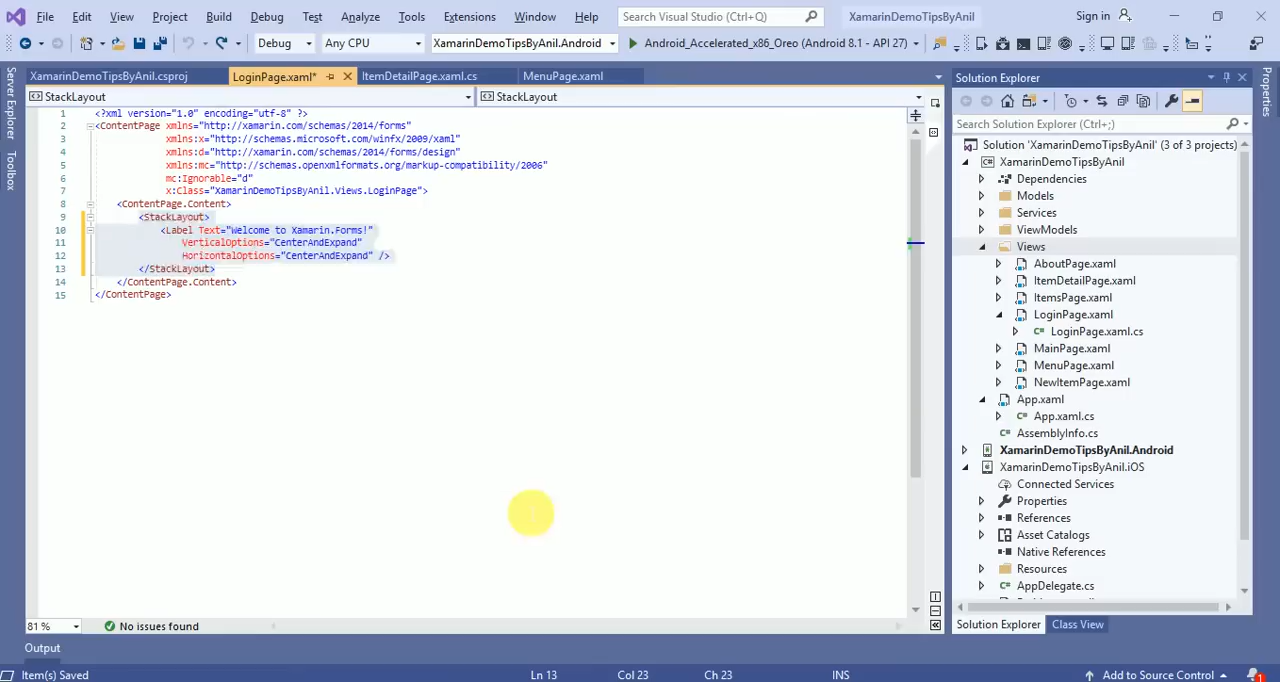 File Edit View Project Build Debug Test Analyze Tools Extensions Window Help Search Visual Studio (Ctrl+Q) XamarinDemoTipsByAnil Sign in
Debug Any CPU XamarinDemoTipsByAnil.Android Android_Accelerated_x86_Oreo (Android 8.1 - API 27)
Server Explorer
Toolbox
XamarinDemoTipsByAnil.csproj LoginPage.xaml* ItemDetailPage.xaml.cs MenuPage.xaml
StackLayout StackLayout
1 <?xml version="1.0" encoding="utf-8" ?>
2 <ContentPage xmlns="http://xamarin.com/schemas/2014/forms"
3 xmlns:x="http://schemas.microsoft.com/winfx/2009/xaml"
4 xmlns:d="http://xamarin.com/schemas/2014/forms/design"
5 xmlns:mc="http://schemas.openxmlformats.org/markup-compatibility/2006"
6 mc:Ignorable="d"
7 x:Class="XamarinDemoTipsByAnil.Views.LoginPage">
8 <ContentPage.Content>
9 <StackLayout>
10 <Label Text="Welcome to Xamarin.Forms!"
11 VerticalOptions="CenterAndExpand"
12 HorizontalOptions="CenterAndExpand" />
13 </StackLayout>
14 </ContentPage.Content>
15 </ContentPage>
81 % No issues found
Output
Solution Explorer
Search Solution Explorer (Ctrl+;)
Solution 'XamarinDemoTipsByAnil' (3 of 3 projects)
XamarinDemoTipsByAnil
Dependencies
Models
Services
ViewModels
Views
AboutPage.xaml
ItemDetailPage.xaml
ItemsPage.xaml
LoginPage.xaml
LoginPage.xaml.cs
MainPage.xaml
MenuPage.xaml
NewItemPage.xaml
App.xaml
App.xaml.cs
AssemblyInfo.cs
XamarinDemoTipsByAnil.Android
XamarinDemoTipsByAnil.iOS
Connected Services
Properties
References
Asset Catalogs
Native References
Resources
AppDelegate.cs
Solution Explorer Class View
Properties
Item(s) Saved Ln 13 Col 23 Ch 23 INS Add to Source Control 1